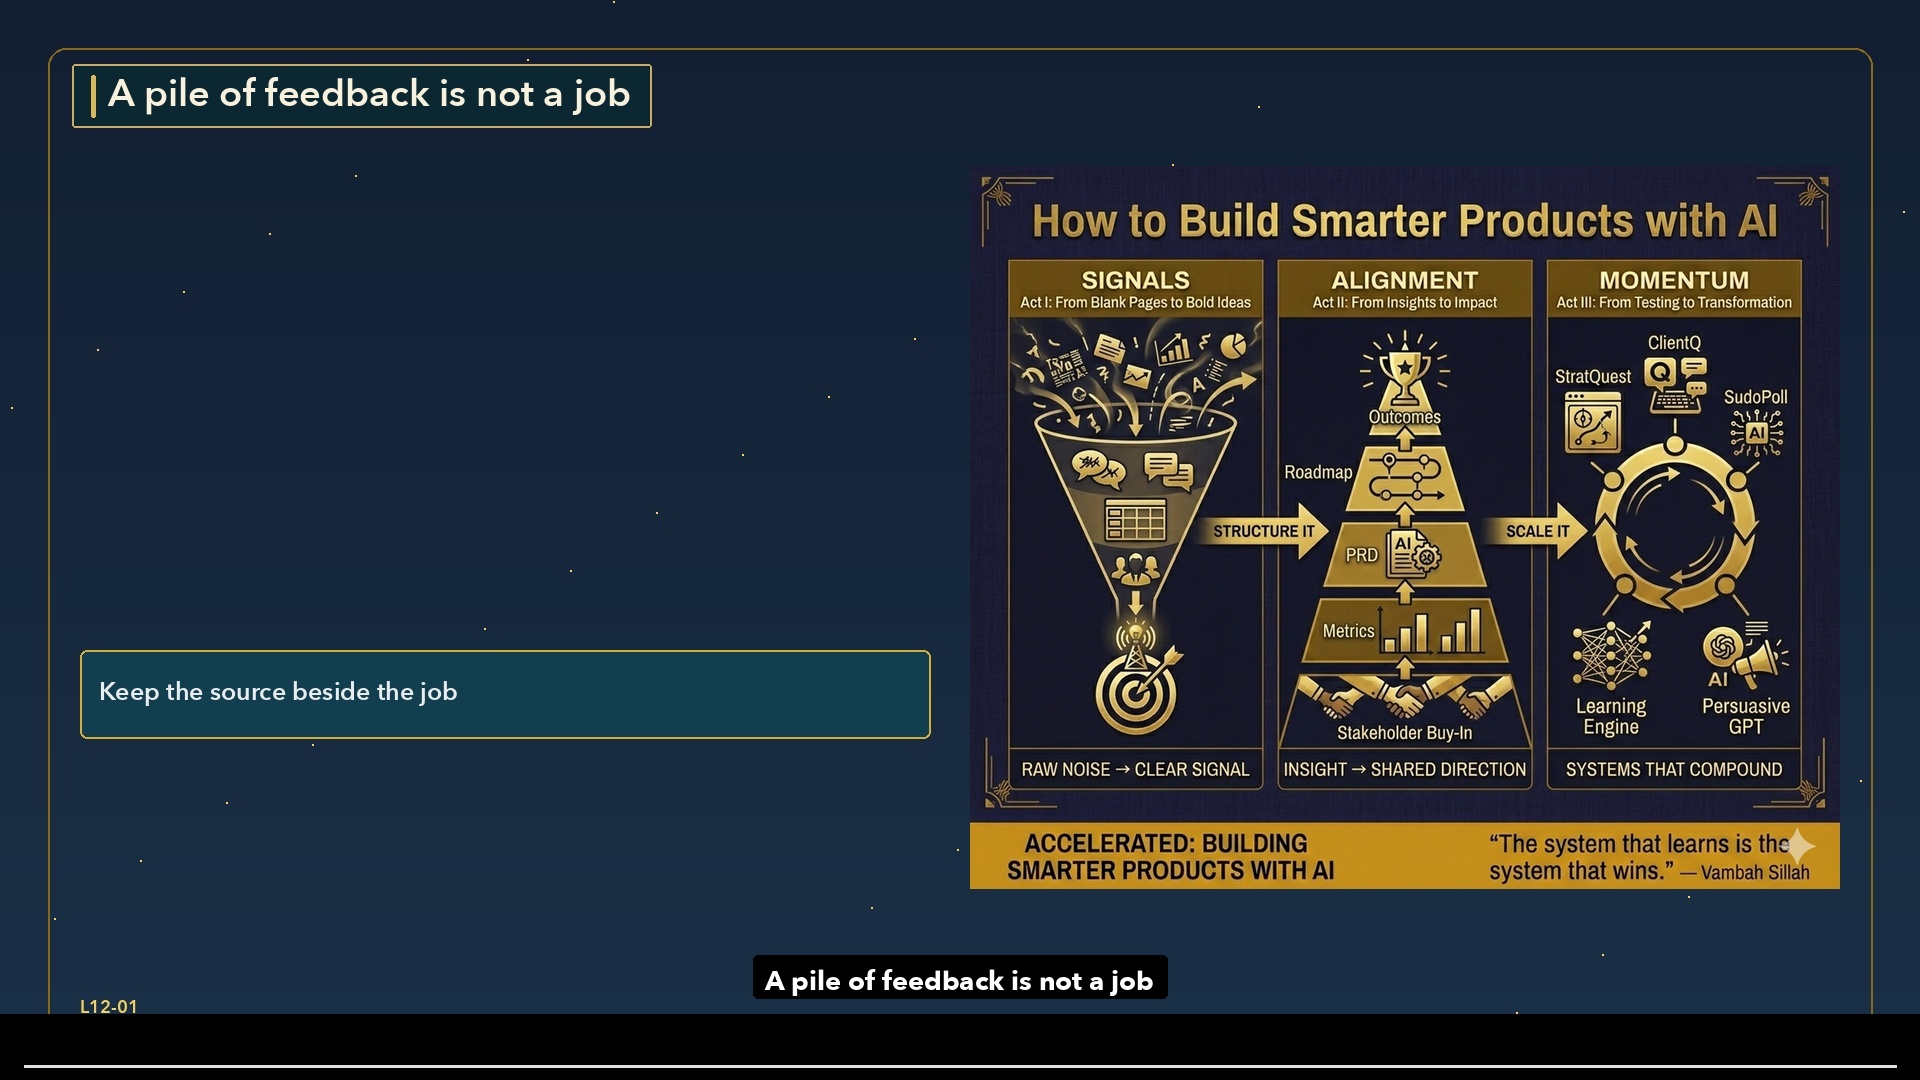 A pile of feedback is not a job
Keep the source beside the job
How to Build Smarter Products with AI
SIGNALS
Act I: From Blank Pages to Bold Ideas
RAW NOISE → CLEAR SIGNAL
STRUCTURE IT
ALIGNMENT
Act II: From Insights to Impact
Outcomes
Roadmap
PRD
AI
Metrics
Stakeholder Buy-In
INSIGHT → SHARED DIRECTION
SCALE IT
MOMENTUM
Act III: From Testing to Transformation
ClientQ
Q
StratQuest
SudoPoll
AI
Learning
Engine
AI
Persuasive
GPT
SYSTEMS THAT COMPOUND
ACCELERATED: BUILDING
SMARTER PRODUCTS WITH AI
“The system that learns is the
system that wins.” — Vambah Sillah
A pile of feedback is not a job
L12-01